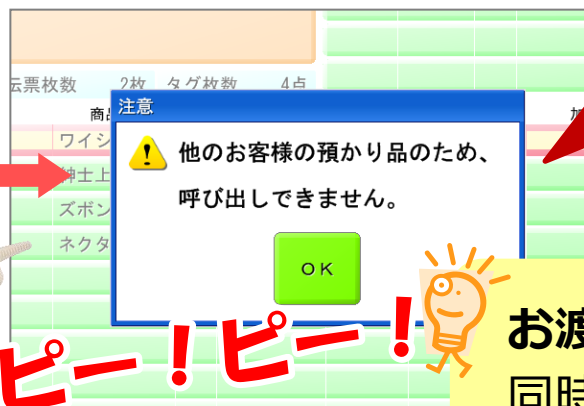 伝票枚数 2枚 タグ枚数 4点
注意
ワイシ
他のお客様の預かり品のため、
紳士上
呼び出しできません。
ズボン
ネクタ
OK
ピー！ピー！
お渡
同時